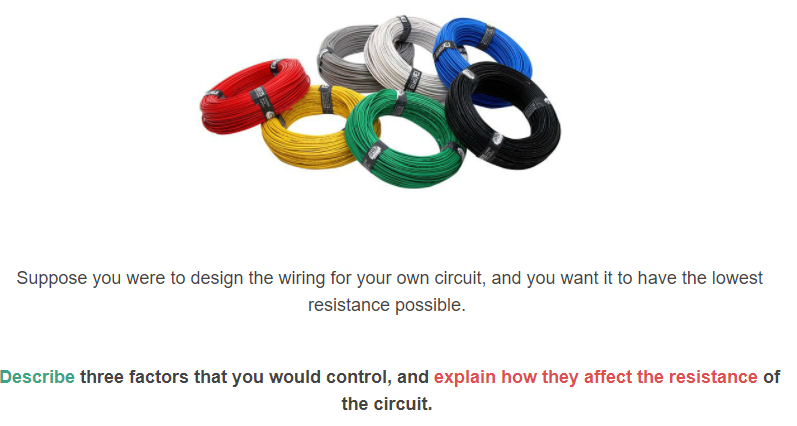 Suppose you were to design the wiring for your own circuit, and you want it to have the lowest
resistance possible.
Describe three factors that you would control, and explain how they affect the resistance of
the circuit.